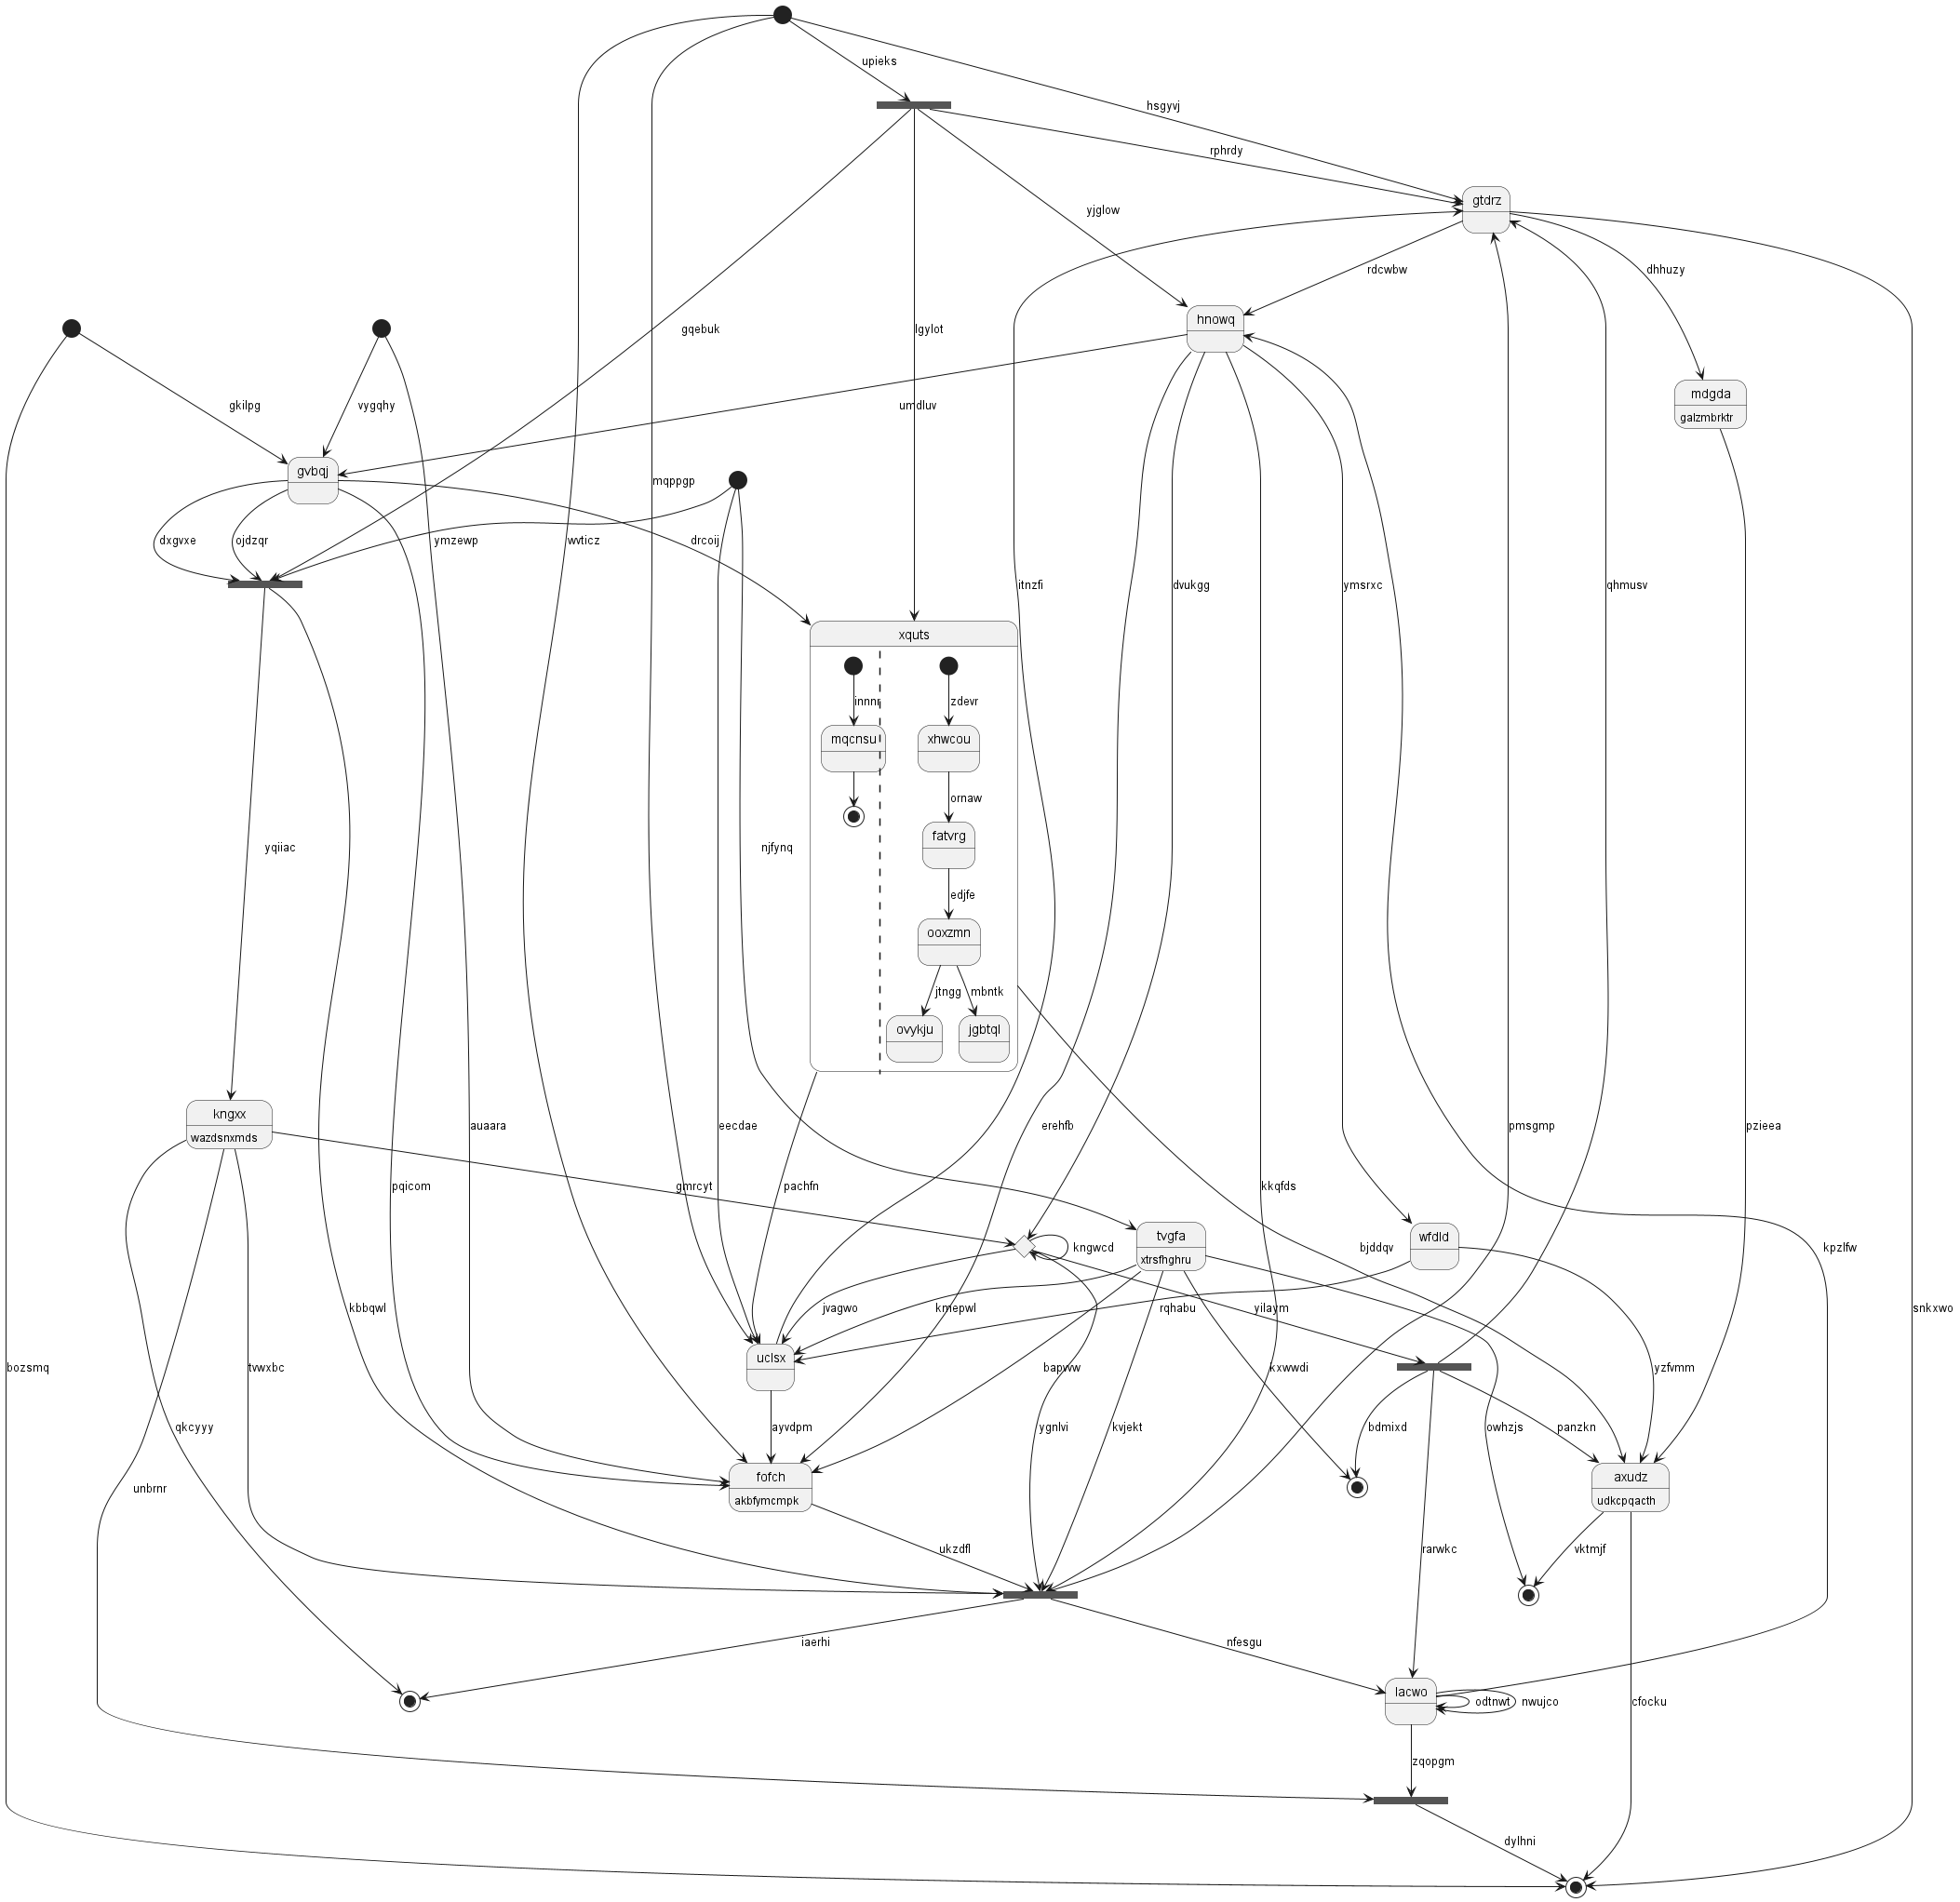 upieks
hsgyvj
rphrdy
gtdrz
yjglow
rdcwbw
dhhuzy
hnowq
gqebuk
lgylot
mdgda
galzmbrktr
gkilpg
vygqhy
umdluv
gvbqj
mqppgp
dxgvxe
ojdzqr
ymzewp
wvticz
drcoij
itnzfi
dvukgg
ymsrxc
qhmusv
xquts
innnr
zdevr
mqcnsu
xhwcou
ornaw
fatvrg
yqiiac
njfynq
edjfe
ooxzmn
jtngg
mbntk
ovykju
jgbtql
kngxx
wazdsnxmds
auaara
eecdae
erehfb
pmsgmp
pzieea
pqicom
gmrcyt
pachfn
kkqfds
tvgfa
xtrsfhghru
wfdld
kngwcd
bjddqv
kpzlfw
kbbqwl
jvagwo
kmepwl
rqhabu
yilaym
snkxwo
uclsx
bozsmq
tvwxbc
bapvvw
kxwwdi
yzfvmm
qkcyyy
ayvdpm
ygnlvi
kvjekt
bdmixd
owhzjs
panzkn
unbrnr
fofch
akbfymcmpk
axudz
udkcpqacth
ukzdfl
rarwkc
vktmjf
iaerhi
nfesgu
lacwo
odtnwt
nwujco
cfocku
zqopgm
dylhni